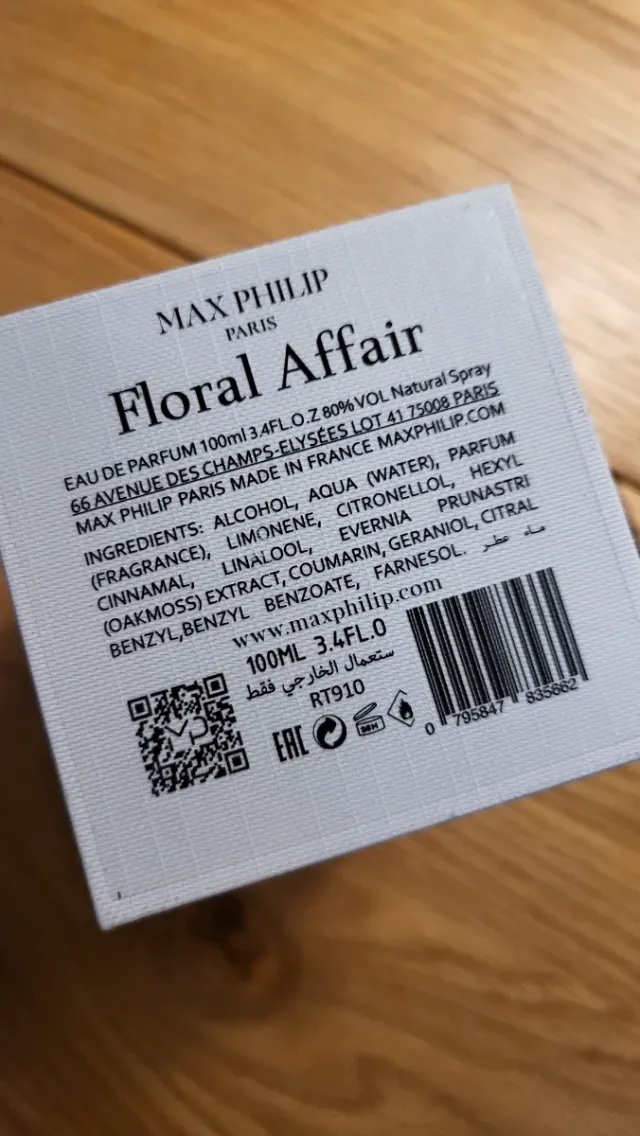 MAX PHILIP
PARIS
Floral Affair
EAU DE PARFUM 100ml 3.4FL.O.Z 80% VOL Natural Spray
66 AVENUE DES CHAMPS-ELYSÉES LOT 41 75008 PARIS
MAX PHILIP PARIS MADE IN FRANCE MAXPHILIP.COM
INGREDIENTS: ALCOHOL, AQUA (WATER), PARFUM
(FRAGRANCE), LIMONENE, CITRONELLOL, HEXYL
CINNAMAL, LINALOOL, EVERNIA PRUNASTRI
(OAKMOSS) EXTRACT, COUMARIN, GERANIOL, CITRAL
BENZYL,BENZYL BENZOATE, FARNESOL. ماء عطر
www.maxphilip.com
100ML 3.4FL.O
ستعمال الخارجي فقط
RT910
MP
EAC
0 795847 835662